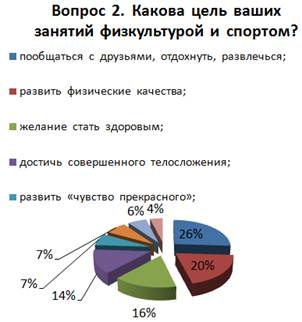 Вопрос 2. Какова цель ваших
занятий физкультурой и спортом?
пообщаться с друзьями, отдохнуть, развлечься;
развить физические качества;
желание стать здоровым;
достичь совершенного телосложения;
развить «чувство прекрасного»;
6% 4%
26%
7%
20%
7%
14%
16%